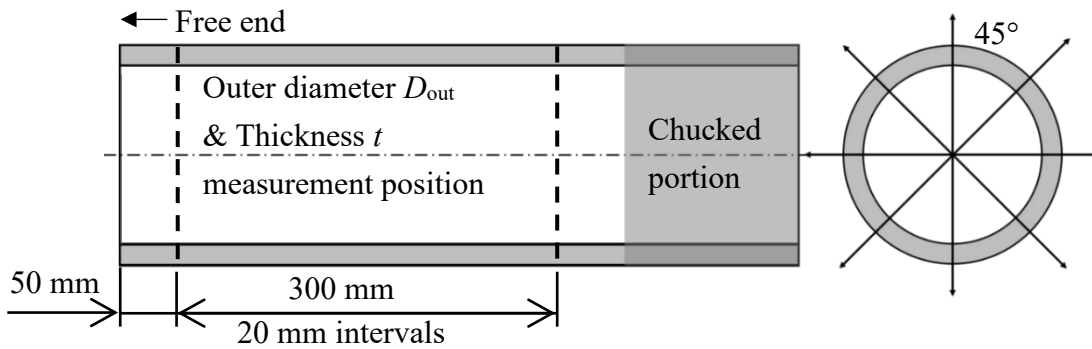 Free end
45°
Outer diameter Dout
& Thickness t
measurement position
Chucked
portion
50 mm
300 mm
20 mm intervals